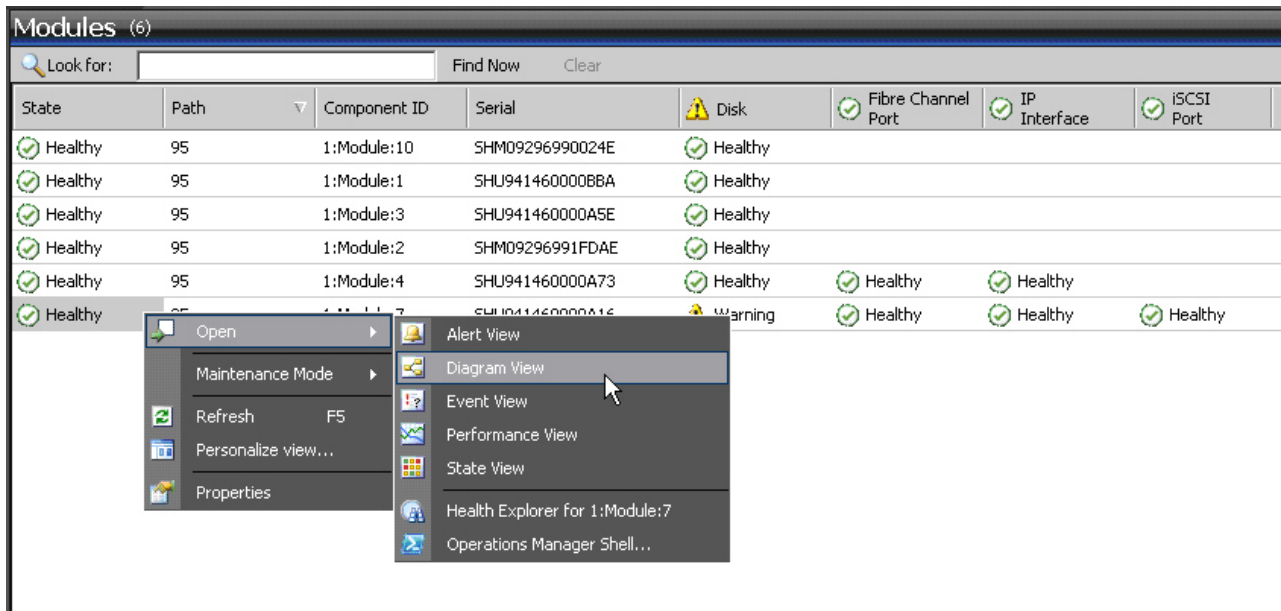 Modules (6)
Look for: Find Now Clear
State Path Component ID Serial Disk Fibre Channel Port IP Interface iSCSI Port
Healthy 95 1:Module:10 SHM09296990024E Healthy
Healthy 95 1:Module:1 SHU941460000BBA Healthy
Healthy 95 1:Module:3 SHU941460000A5E Healthy
Healthy 95 1:Module:2 SHM09296991FDAE Healthy
Healthy 95 1:Module:4 SHU941460000A73 Healthy Healthy Healthy
Healthy Warning Healthy Healthy Healthy
Open
Maintenance Mode
Refresh F5
Personalize view...
Properties
Alert View
Diagram View
Event View
Performance View
State View
Health Explorer for 1:Module:7
Operations Manager Shell...